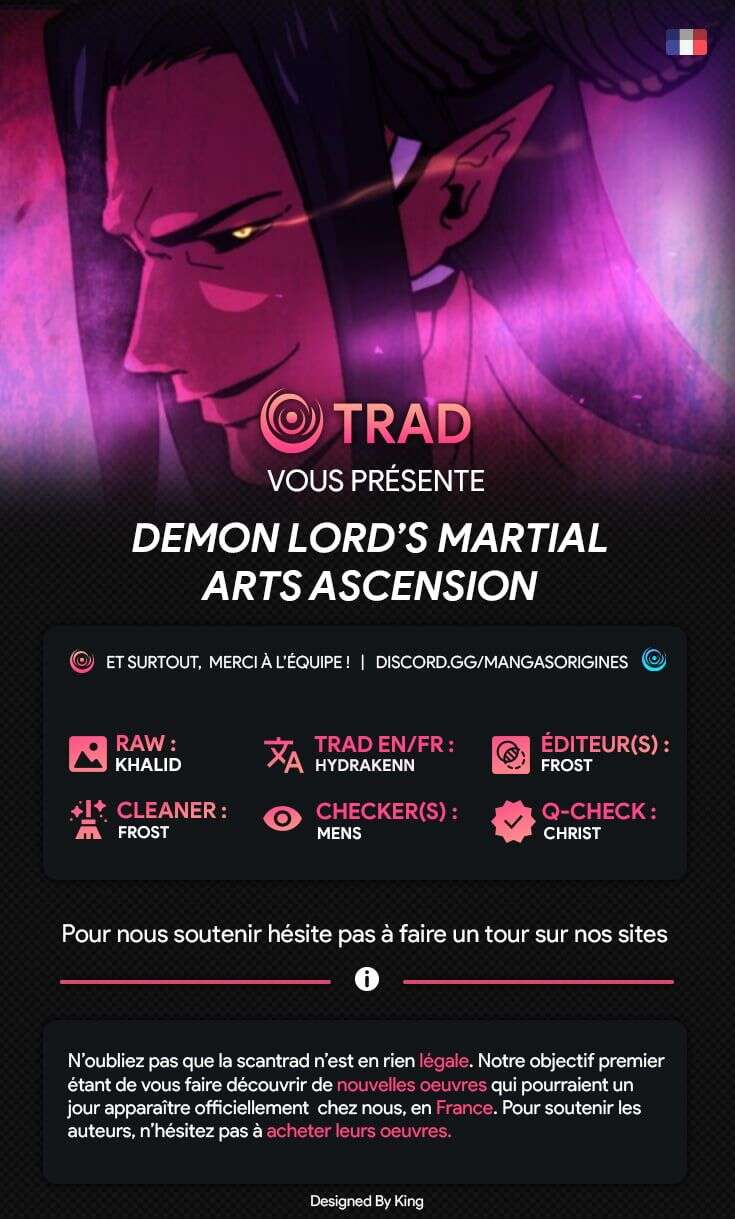 TRAD
VOUS PRÉSENTE
DEMON LORD'S MARTIAL
ARTS ASCENSION
ET SURTOUT, MERCI À L'ÉQUIPE ! | DISCORD.GG/MANGASORIGINES
RAW :
KHALID
TRAD EN/FR :
HYDRAKENN
ÉDITEUR(S) :
FROST
CLEANER :
FROST
CHECKER(S) :
MENS
Q-CHECK :
CHRIST
Pour nous soutenir hésite pas à faire un tour sur nos sites
N'oubliez pas que la scantrad n'est en rien légale. Notre objectif premier
étant de vous faire découvrir de nouvelles oeuvres qui pourraient un
jour apparaître officiellement chez nous, en France. Pour soutenir les
auteurs, n'hésitez pas à acheter leurs oeuvres.
Designed By King